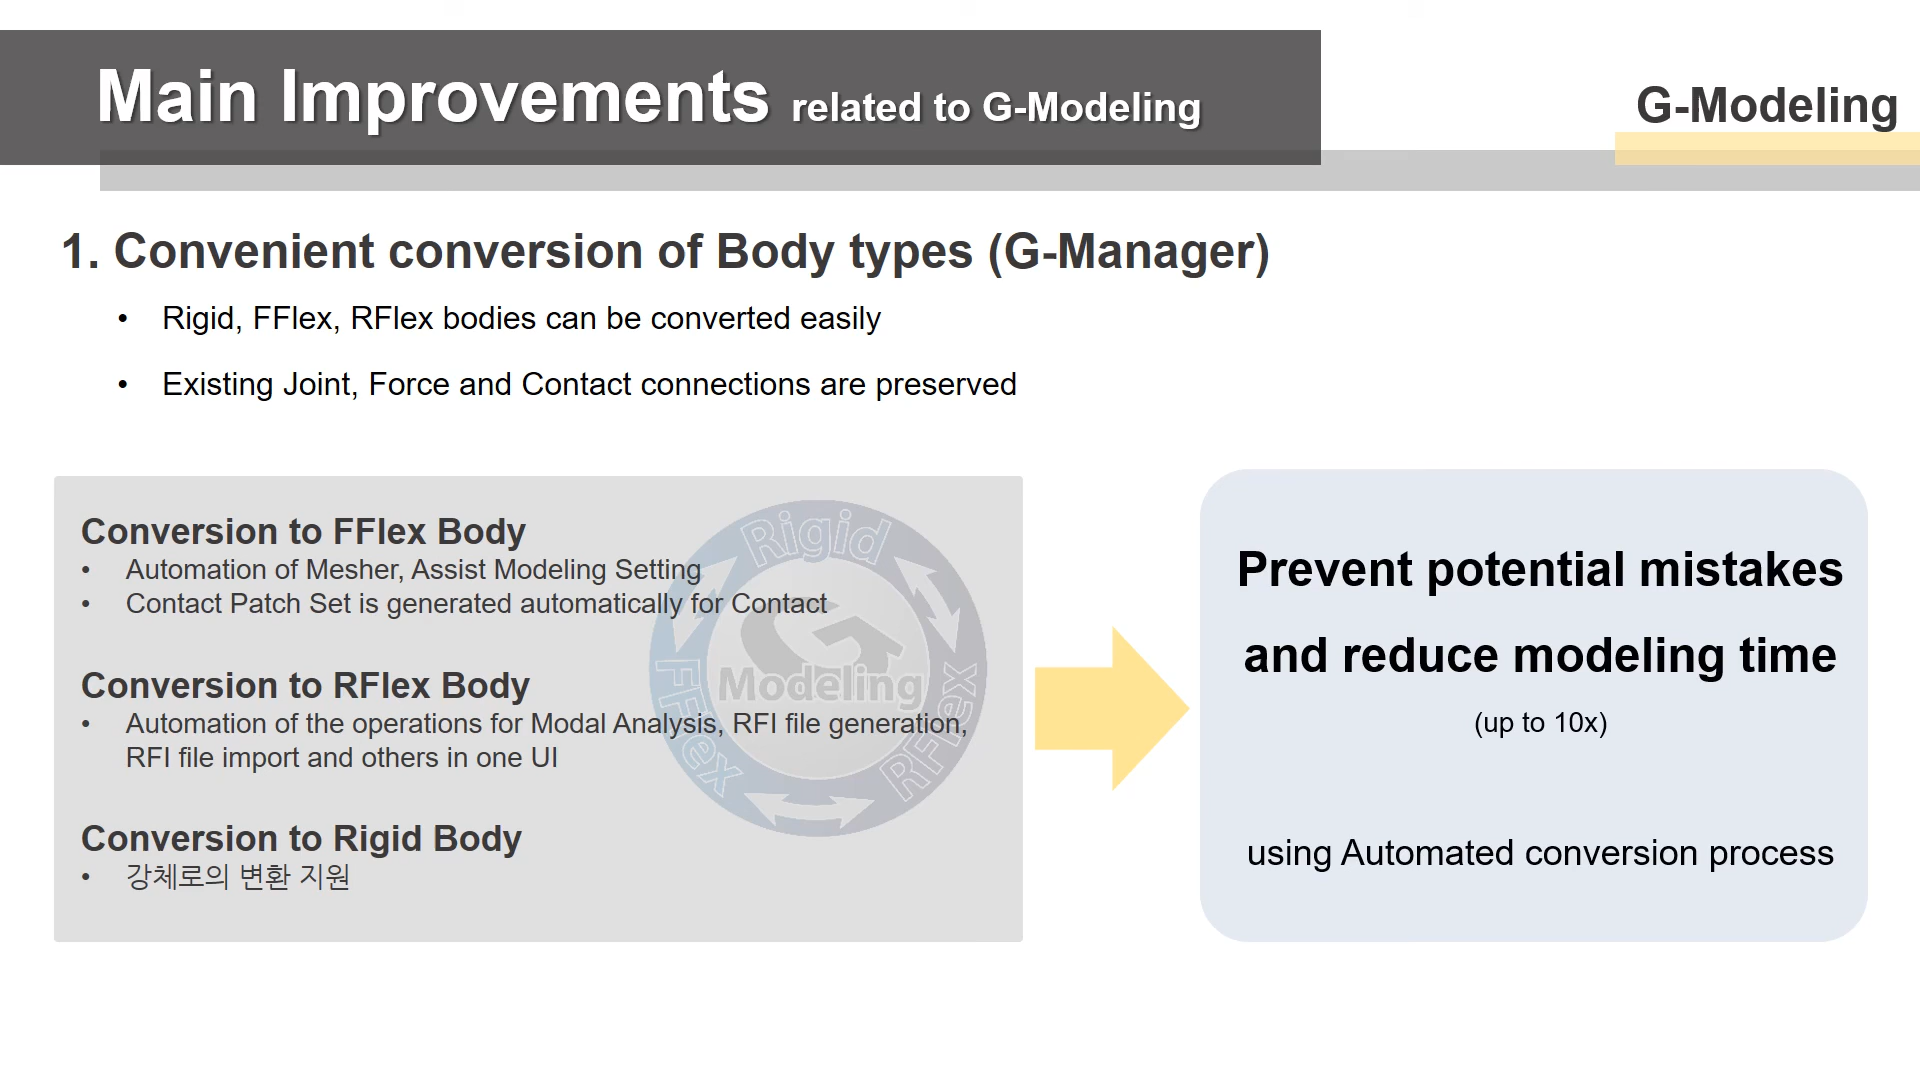 Main Improvements related to G-Modeling
G-Modeling
1. Convenient conversion of Body types (G-Manager)
• Rigid, FFlex, RFlex bodies can be converted easily
• Existing Joint, Force and Contact connections are preserved
Conversion to FFlex Body
• Automation of Mesher, Assist Modeling Setting
• Contact Patch Set is generated automatically for Contact
Conversion to RFlex Body
• Automation of the operations for Modal Analysis, RFI file generation,
RFI file import and others in one UI
Conversion to Rigid Body
• 강체로의 변환 지원
Rigid
FFlex
RFlex
G
Modeling
Prevent potential mistakes
and reduce modeling time
(up to 10x)
using Automated conversion process